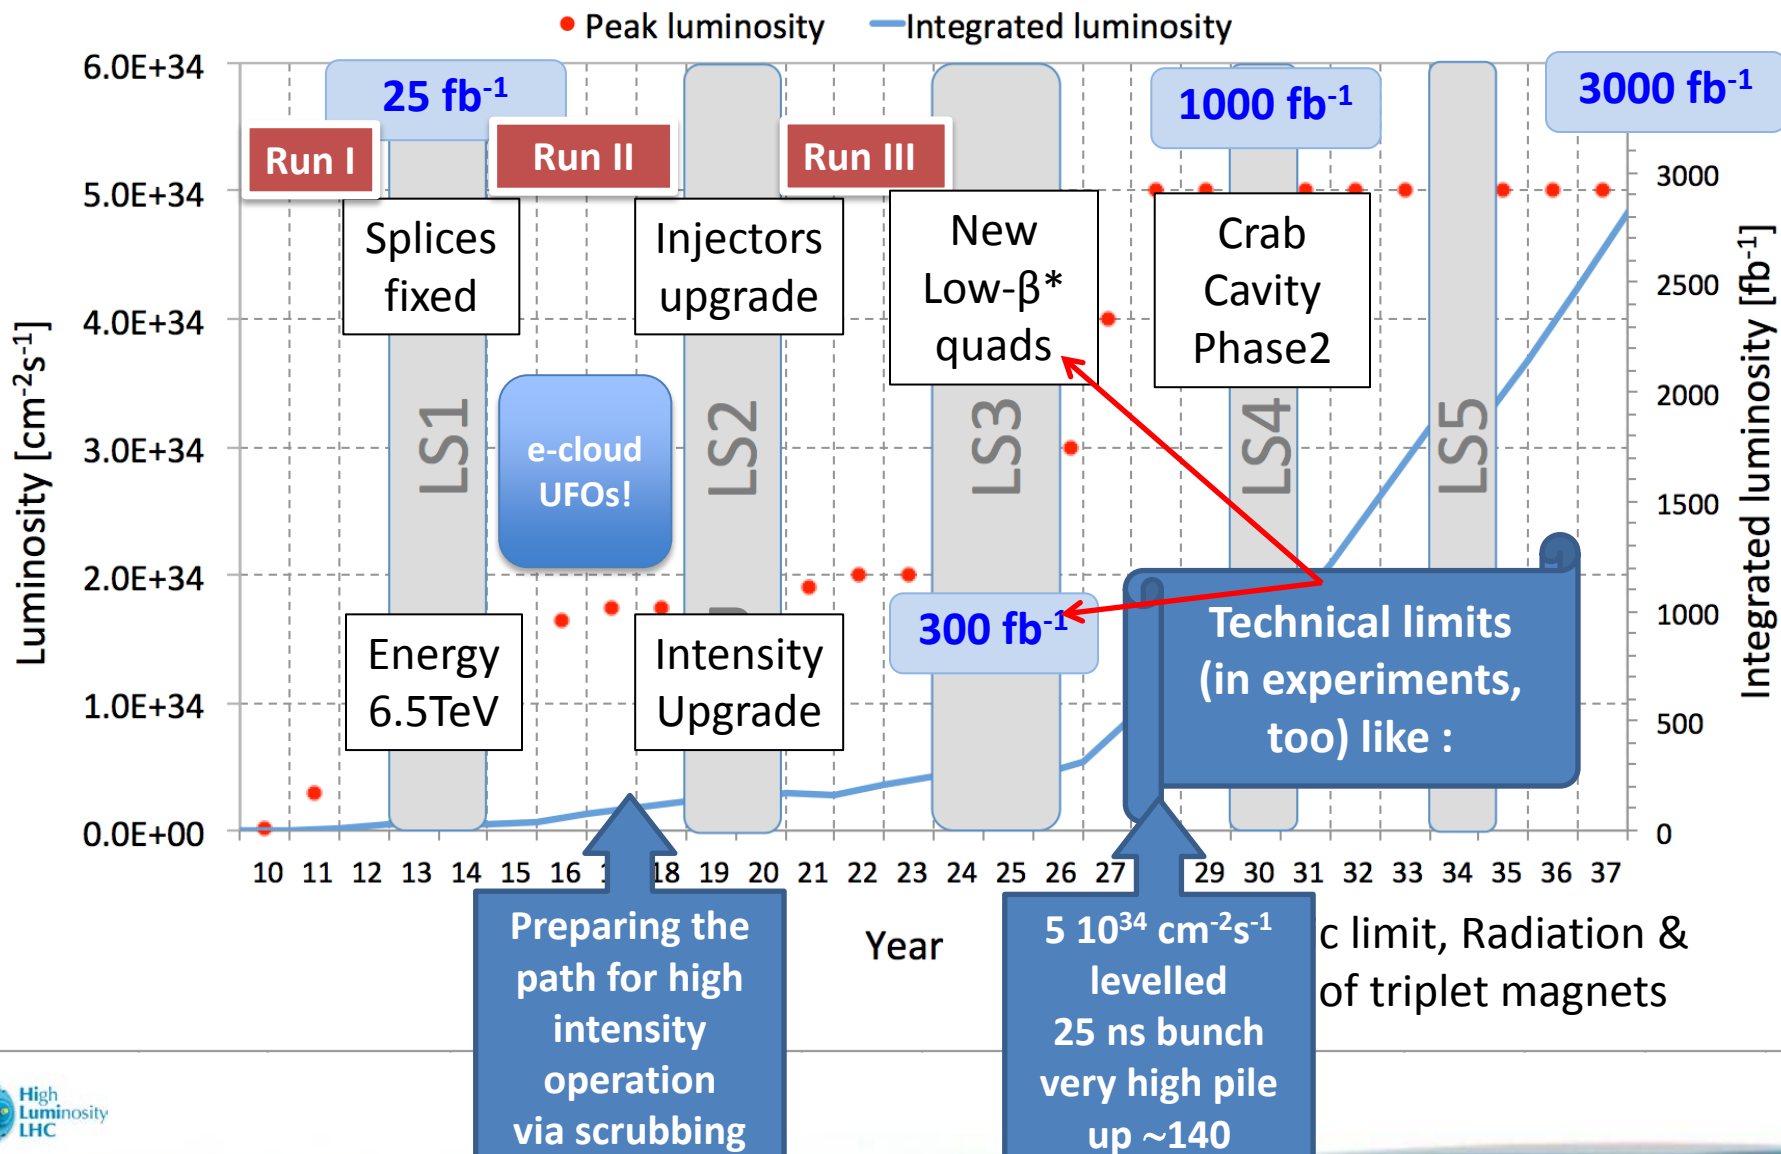 Peak luminosity Integrated luminosity
6.0E+34
5.0E+34
4.0E+34
3.0E+34
2.0E+34
1.0E+34
0.0E+00
Luminosity [cm-2s-1]
25 fb-1
1000 fb-1
3000 fb-1
Run I
Run II
Run III
Splices
fixed
Injectors
upgrade
New
Low-β*
quads
Crab
Cavity
Phase2
LS1
e-cloud
UFOs!
LS2
LS3
LS4
LS5
Energy
6.5TeV
Intensity
Upgrade
300 fb-1
Technical limits
(in experiments,
too) like :
3000
2500
2000
1500
1000
500
0
Integrated luminosity [fb-1]
10 11 12 13 14 15 16 18 19 20 21 22 23 24 25 26 27 29 30 31 32 33 34 35 36 37
Year
Preparing the
path for high
intensity
operation
via scrubbing
5 10³⁴ cm-2s-1
levelled
25 ns bunch
very high pile
up ~140
c limit, Radiation &
of triplet magnets
High
Luminosity
LHC